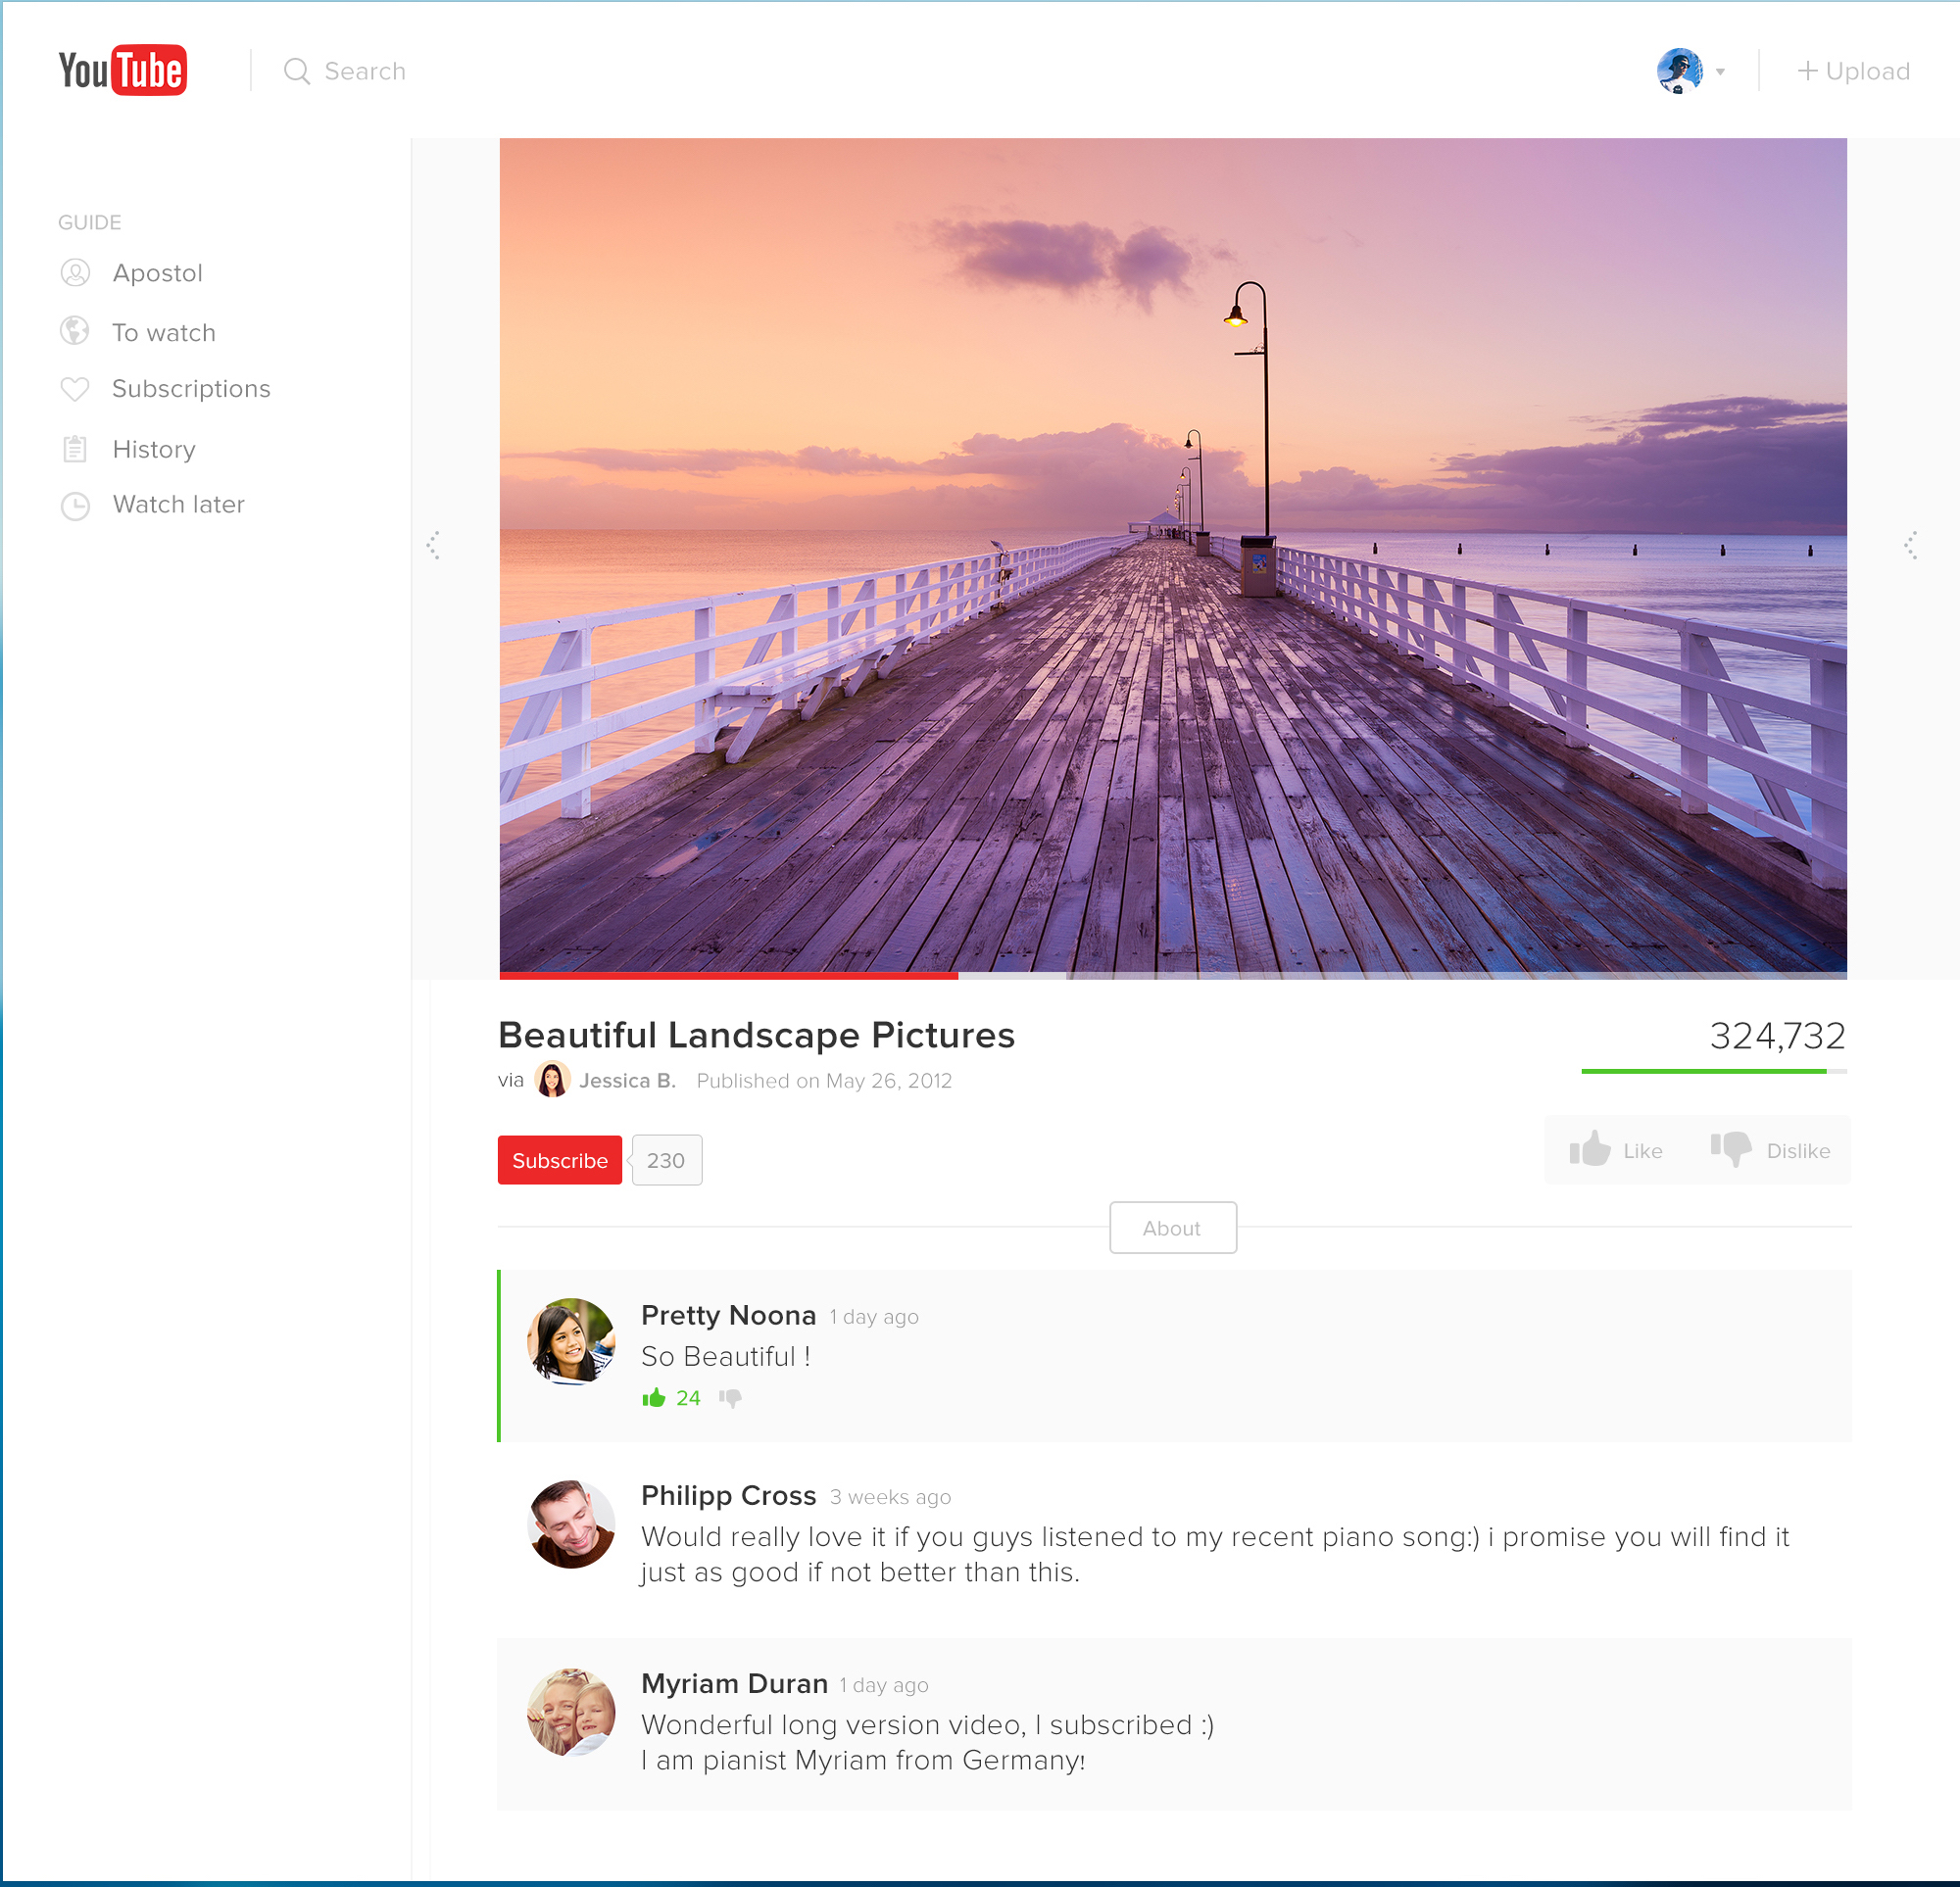 YouTube
Search
+ Upload
GUIDE
Apostol
To watch
Subscriptions
History
Watch later
Beautiful Landscape Pictures
324,732
via Jessica B. Published on May 26, 2012
Subscribe 230
Like Dislike
About
Pretty Noona 1 day ago
So Beautiful !
24
Philipp Cross 3 weeks ago
Would really love it if you guys listened to my recent piano song:) i promise you will find it
just as good if not better than this.
Myriam Duran 1 day ago
Wonderful long version video, I subscribed :)
I am pianist Myriam from Germany!